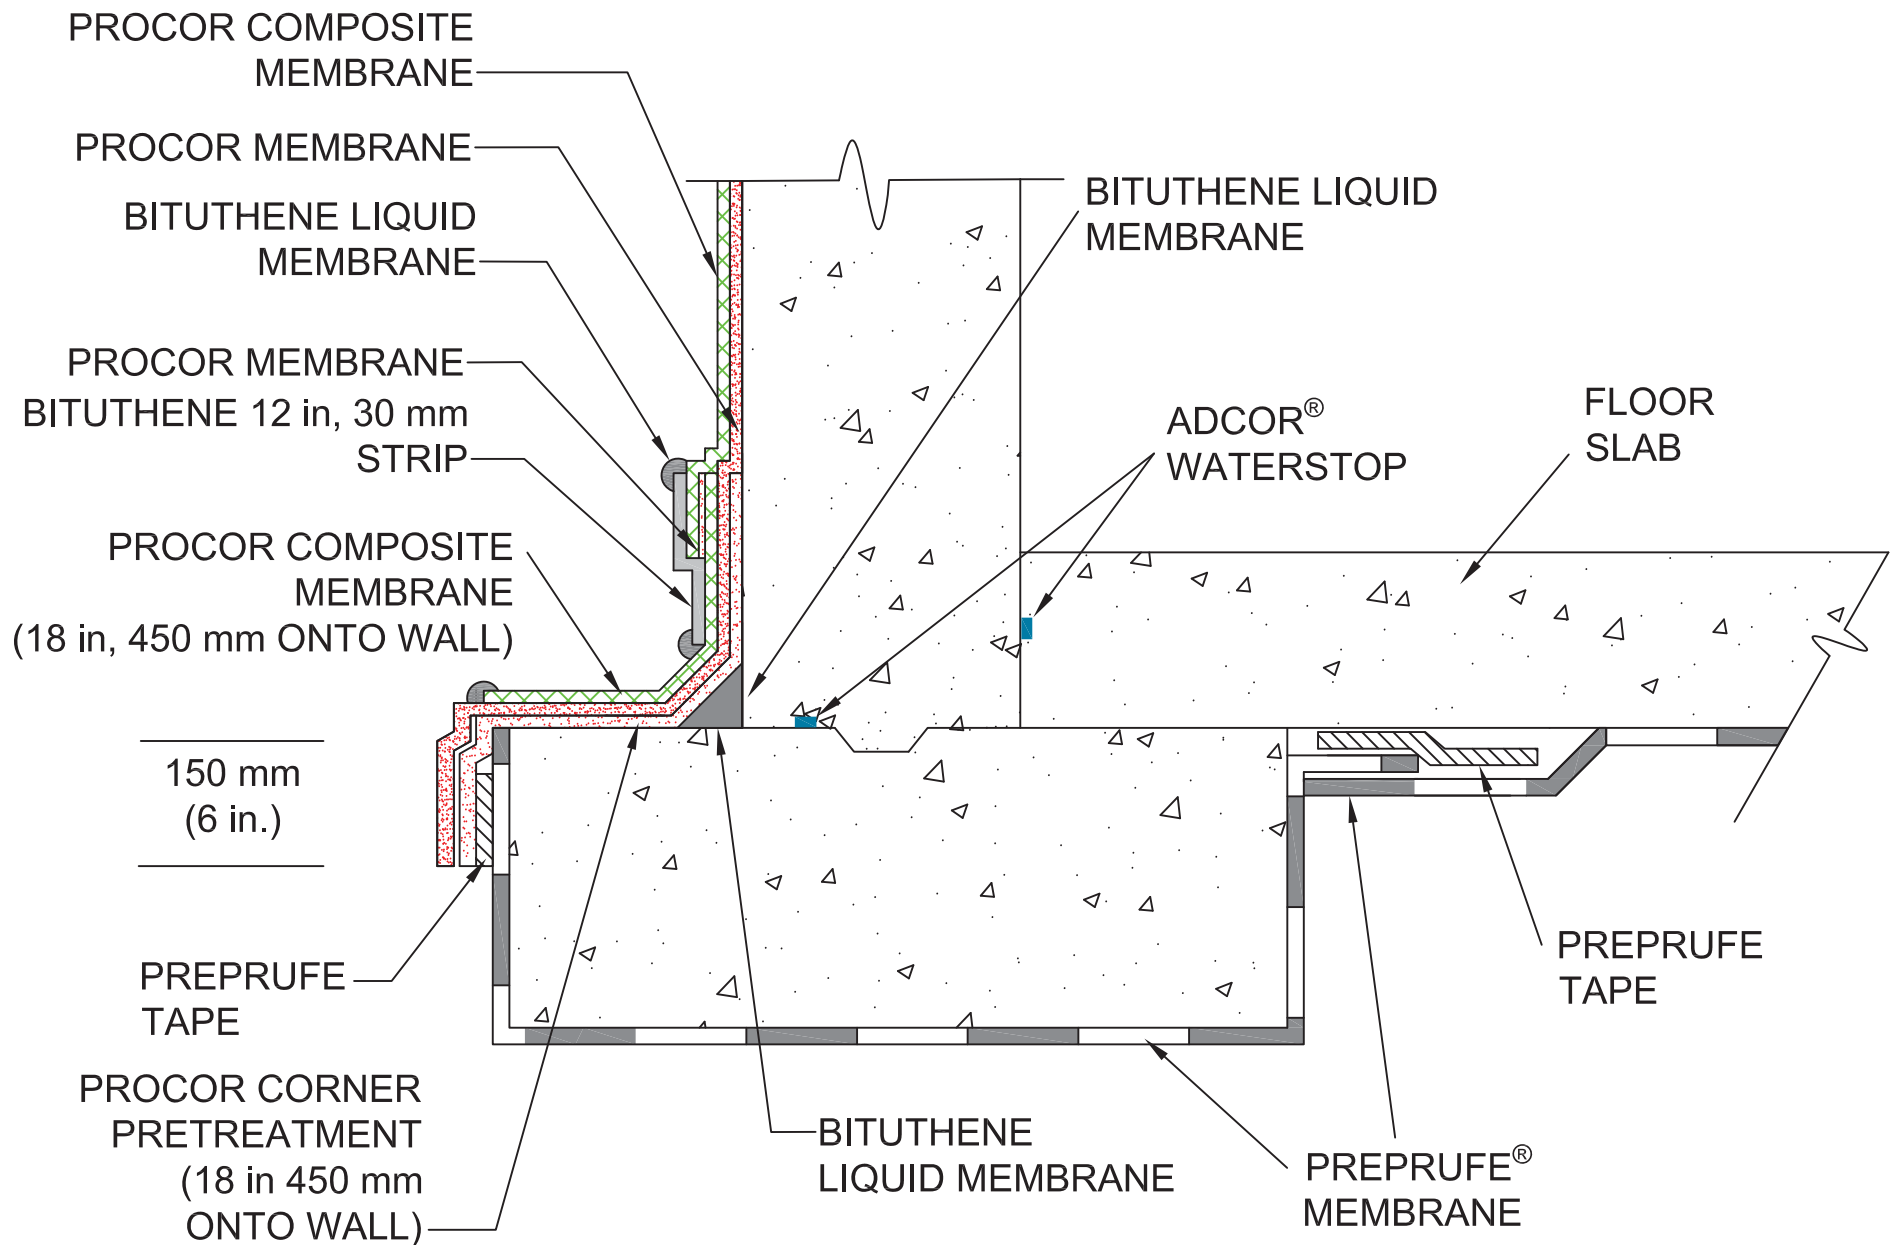 PROCOR COMPOSITE
MEMBRANE
PROCOR MEMBRANE
BITUTHENE LIQUID
MEMBRANE
PROCOR MEMBRANE
BITUTHENE 12 in, 30 mm
STRIP
PROCOR COMPOSITE
MEMBRANE
(18 in, 450 mm ONTO WALL)
150 mm
(6 in.)
PREPRUFE
TAPE
PROCOR CORNER
PRETREATMENT
(18 in 450 mm
ONTO WALL)
BITUTHENE LIQUID
MEMBRANE
ADCOR®
WATERSTOP
FLOOR
SLAB
PREPRUFE
TAPE
BITUTHENE
LIQUID MEMBRANE
PREPRUFE®
MEMBRANE